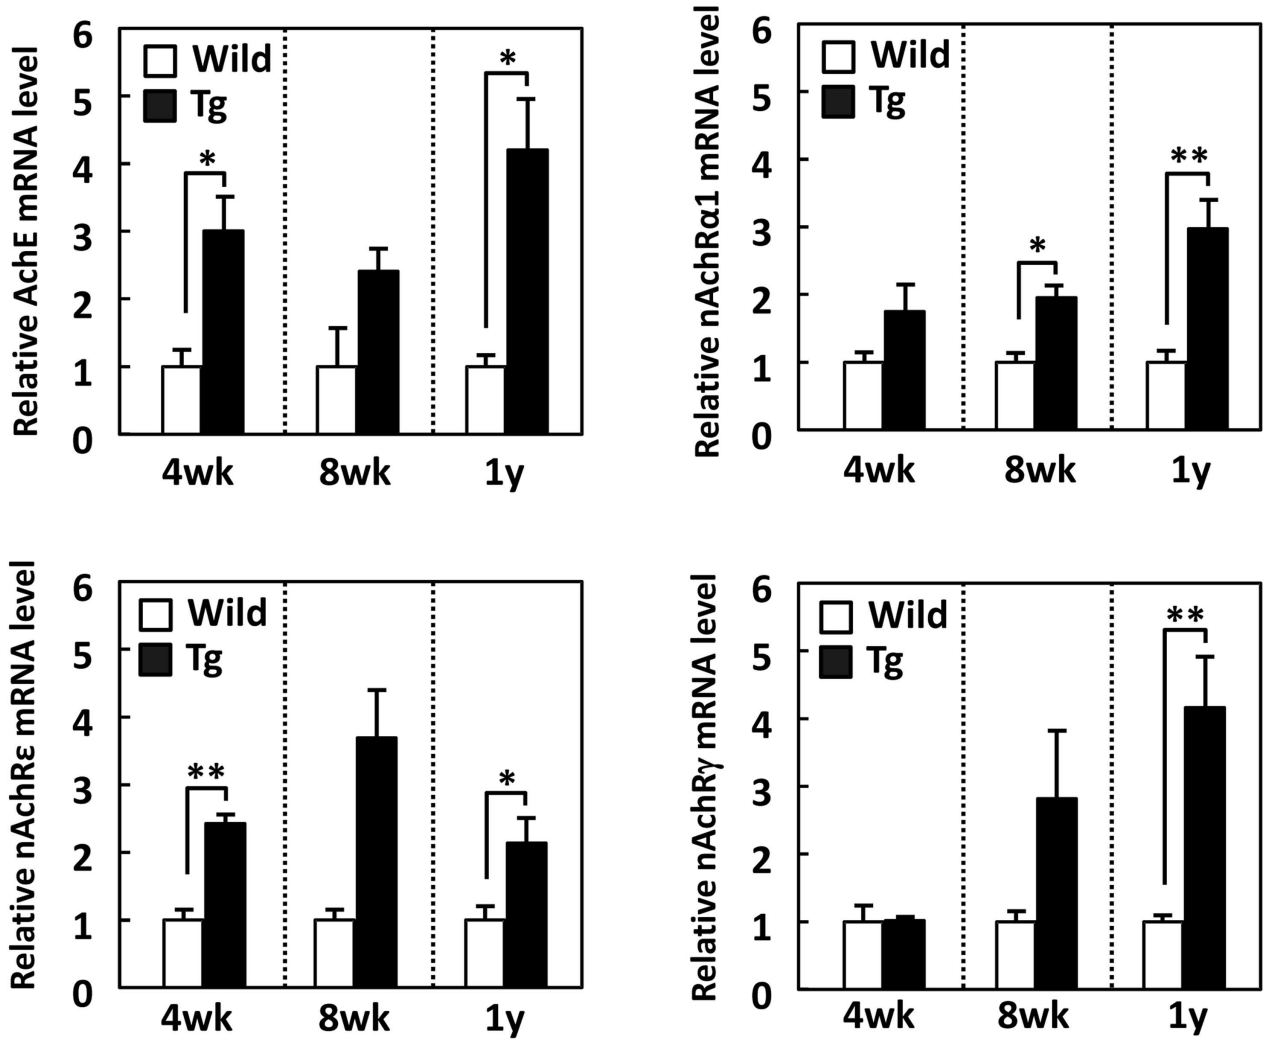 Relative AchE mRNA level
6
5
4
3
2
1
0
Wild
Tg
*
*
4wk
8wk
1y
Relative nAchRα1 mRNA level
6
5
4
3
2
1
0
Wild
Tg
*
**
4wk
8wk
1y
Relative nAchRε mRNA level
6
5
4
3
2
1
0
Wild
Tg
**
*
4wk
8wk
1y
Relative nAchRγ mRNA level
6
5
4
3
2
1
0
Wild
Tg
**
4wk
8wk
1y